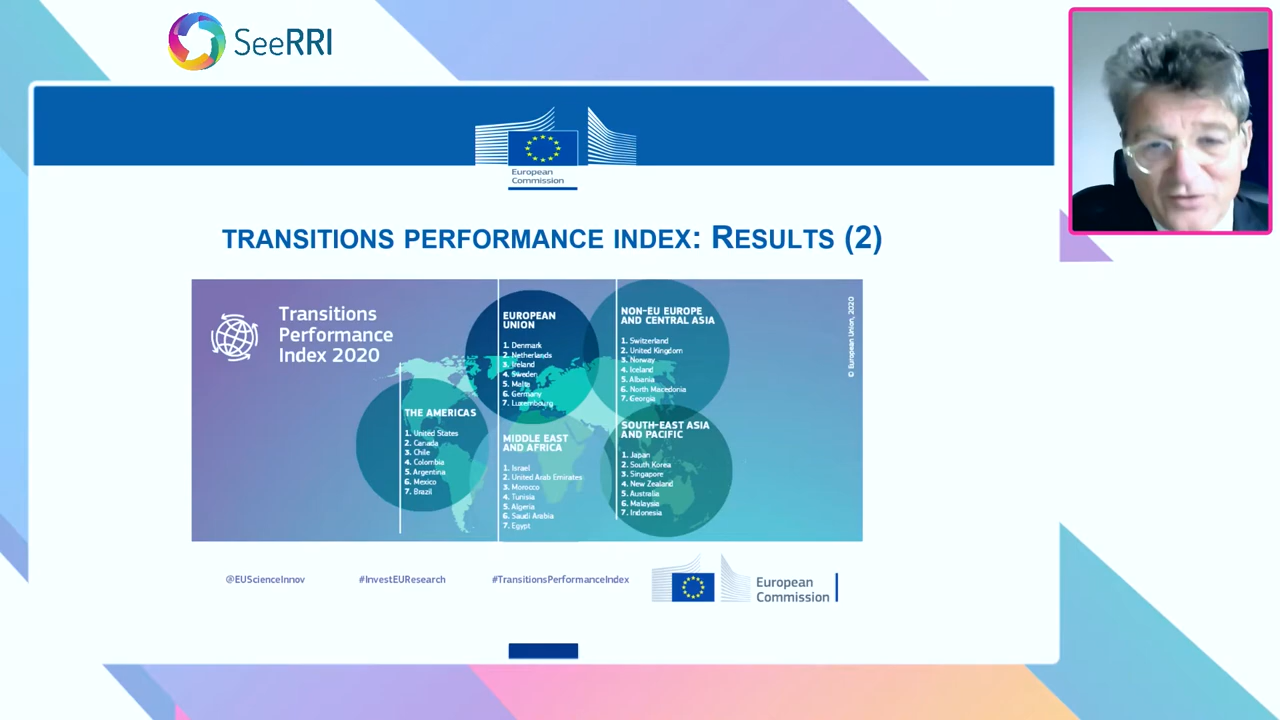 SeeRRI
European
Commission
TRANSITIONS PERFORMANCE INDEX: RESULTS (2)
Transitions
Performance
Index 2020
THE AMERICAS
1. United States
2. Canada
3. Chile
4. Colombia
5. Argentina
6. Mexico
7. Brazil
EUROPEAN
UNION
1. Denmark
2. Netherlands
3. Ireland
4. Sweden
5. Malta
6. Germany
7. Luxembourg
MIDDLE EAST
AND AFRICA
1. Israel
2. United Arab Emirates
3. Morocco
4. Tunisia
5. Algeria
6. Saudi Arabia
7. Egypt
NON-EU EUROPE
AND CENTRAL ASIA
1. Switzerland
2. United Kingdom
3. Norway
4. Iceland
5. Albania
6. North Macedonia
7. Georgia
SOUTH-EAST ASIA
AND PACIFIC
1. Japan
2. South Korea
3. Singapore
4. New Zealand
5. Australia
6. Malaysia
7. Indonesia
© European Union, 2020
@EUScienceInnov
#InvestEUResearch
#TransitionsPerformanceIndex
European
Commission